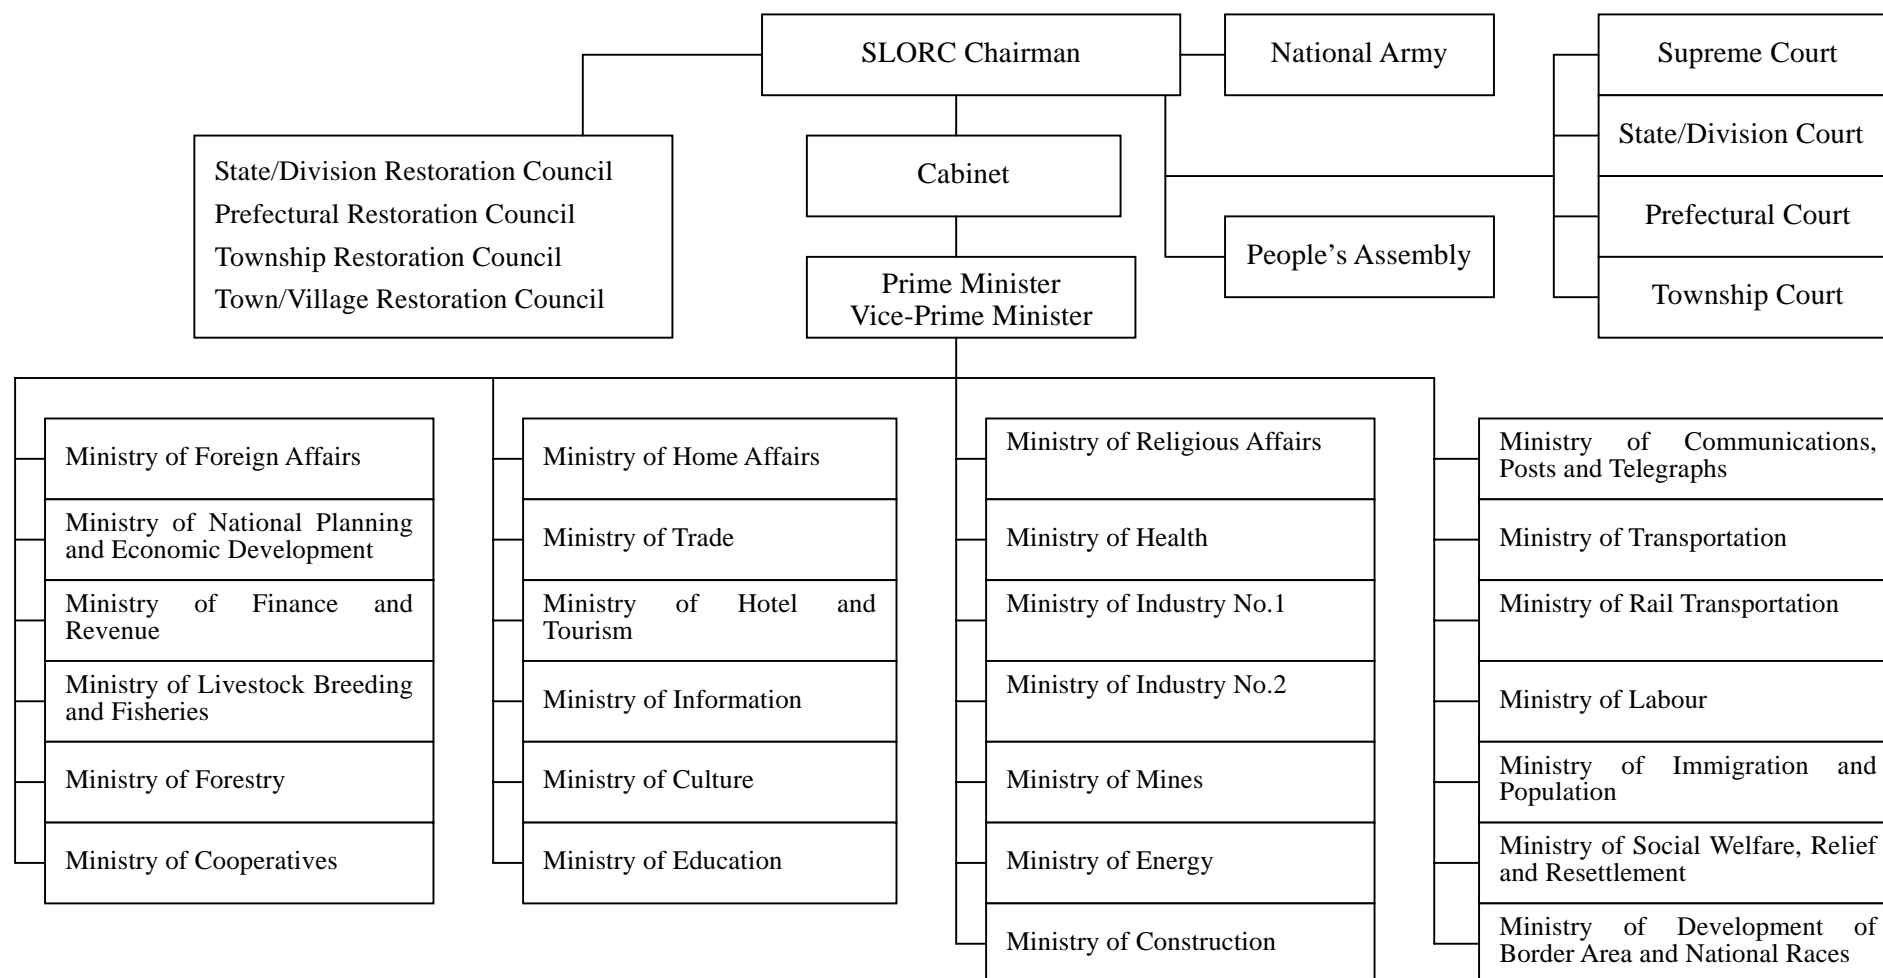 SLORC Chairman
National Army
Supreme Court
State/Division Court
Prefectural Court
Township Court
State/Division Restoration Council
Prefectural Restoration Council
Township Restoration Council
Town/Village Restoration Council
Cabinet
People’s Assembly
Prime Minister
Vice-Prime Minister
Ministry of Foreign Affairs
Ministry of National Planning
and Economic Development
Ministry of Finance and
Revenue
Ministry of Livestock Breeding
and Fisheries
Ministry of Forestry
Ministry of Cooperatives
Ministry of Home Affairs
Ministry of Trade
Ministry of Hotel and
Tourism
Ministry of Information
Ministry of Culture
Ministry of Education
Ministry of Religious Affairs
Ministry of Health
Ministry of Industry No.1
Ministry of Industry No.2
Ministry of Mines
Ministry of Energy
Ministry of Construction
Ministry of Communications,
Posts and Telegraphs
Ministry of Transportation
Ministry of Rail Transportation
Ministry of Labour
Ministry of Immigration and
Population
Ministry of Social Welfare, Relief
and Resettlement
Ministry of Development of
Border Area and National Races